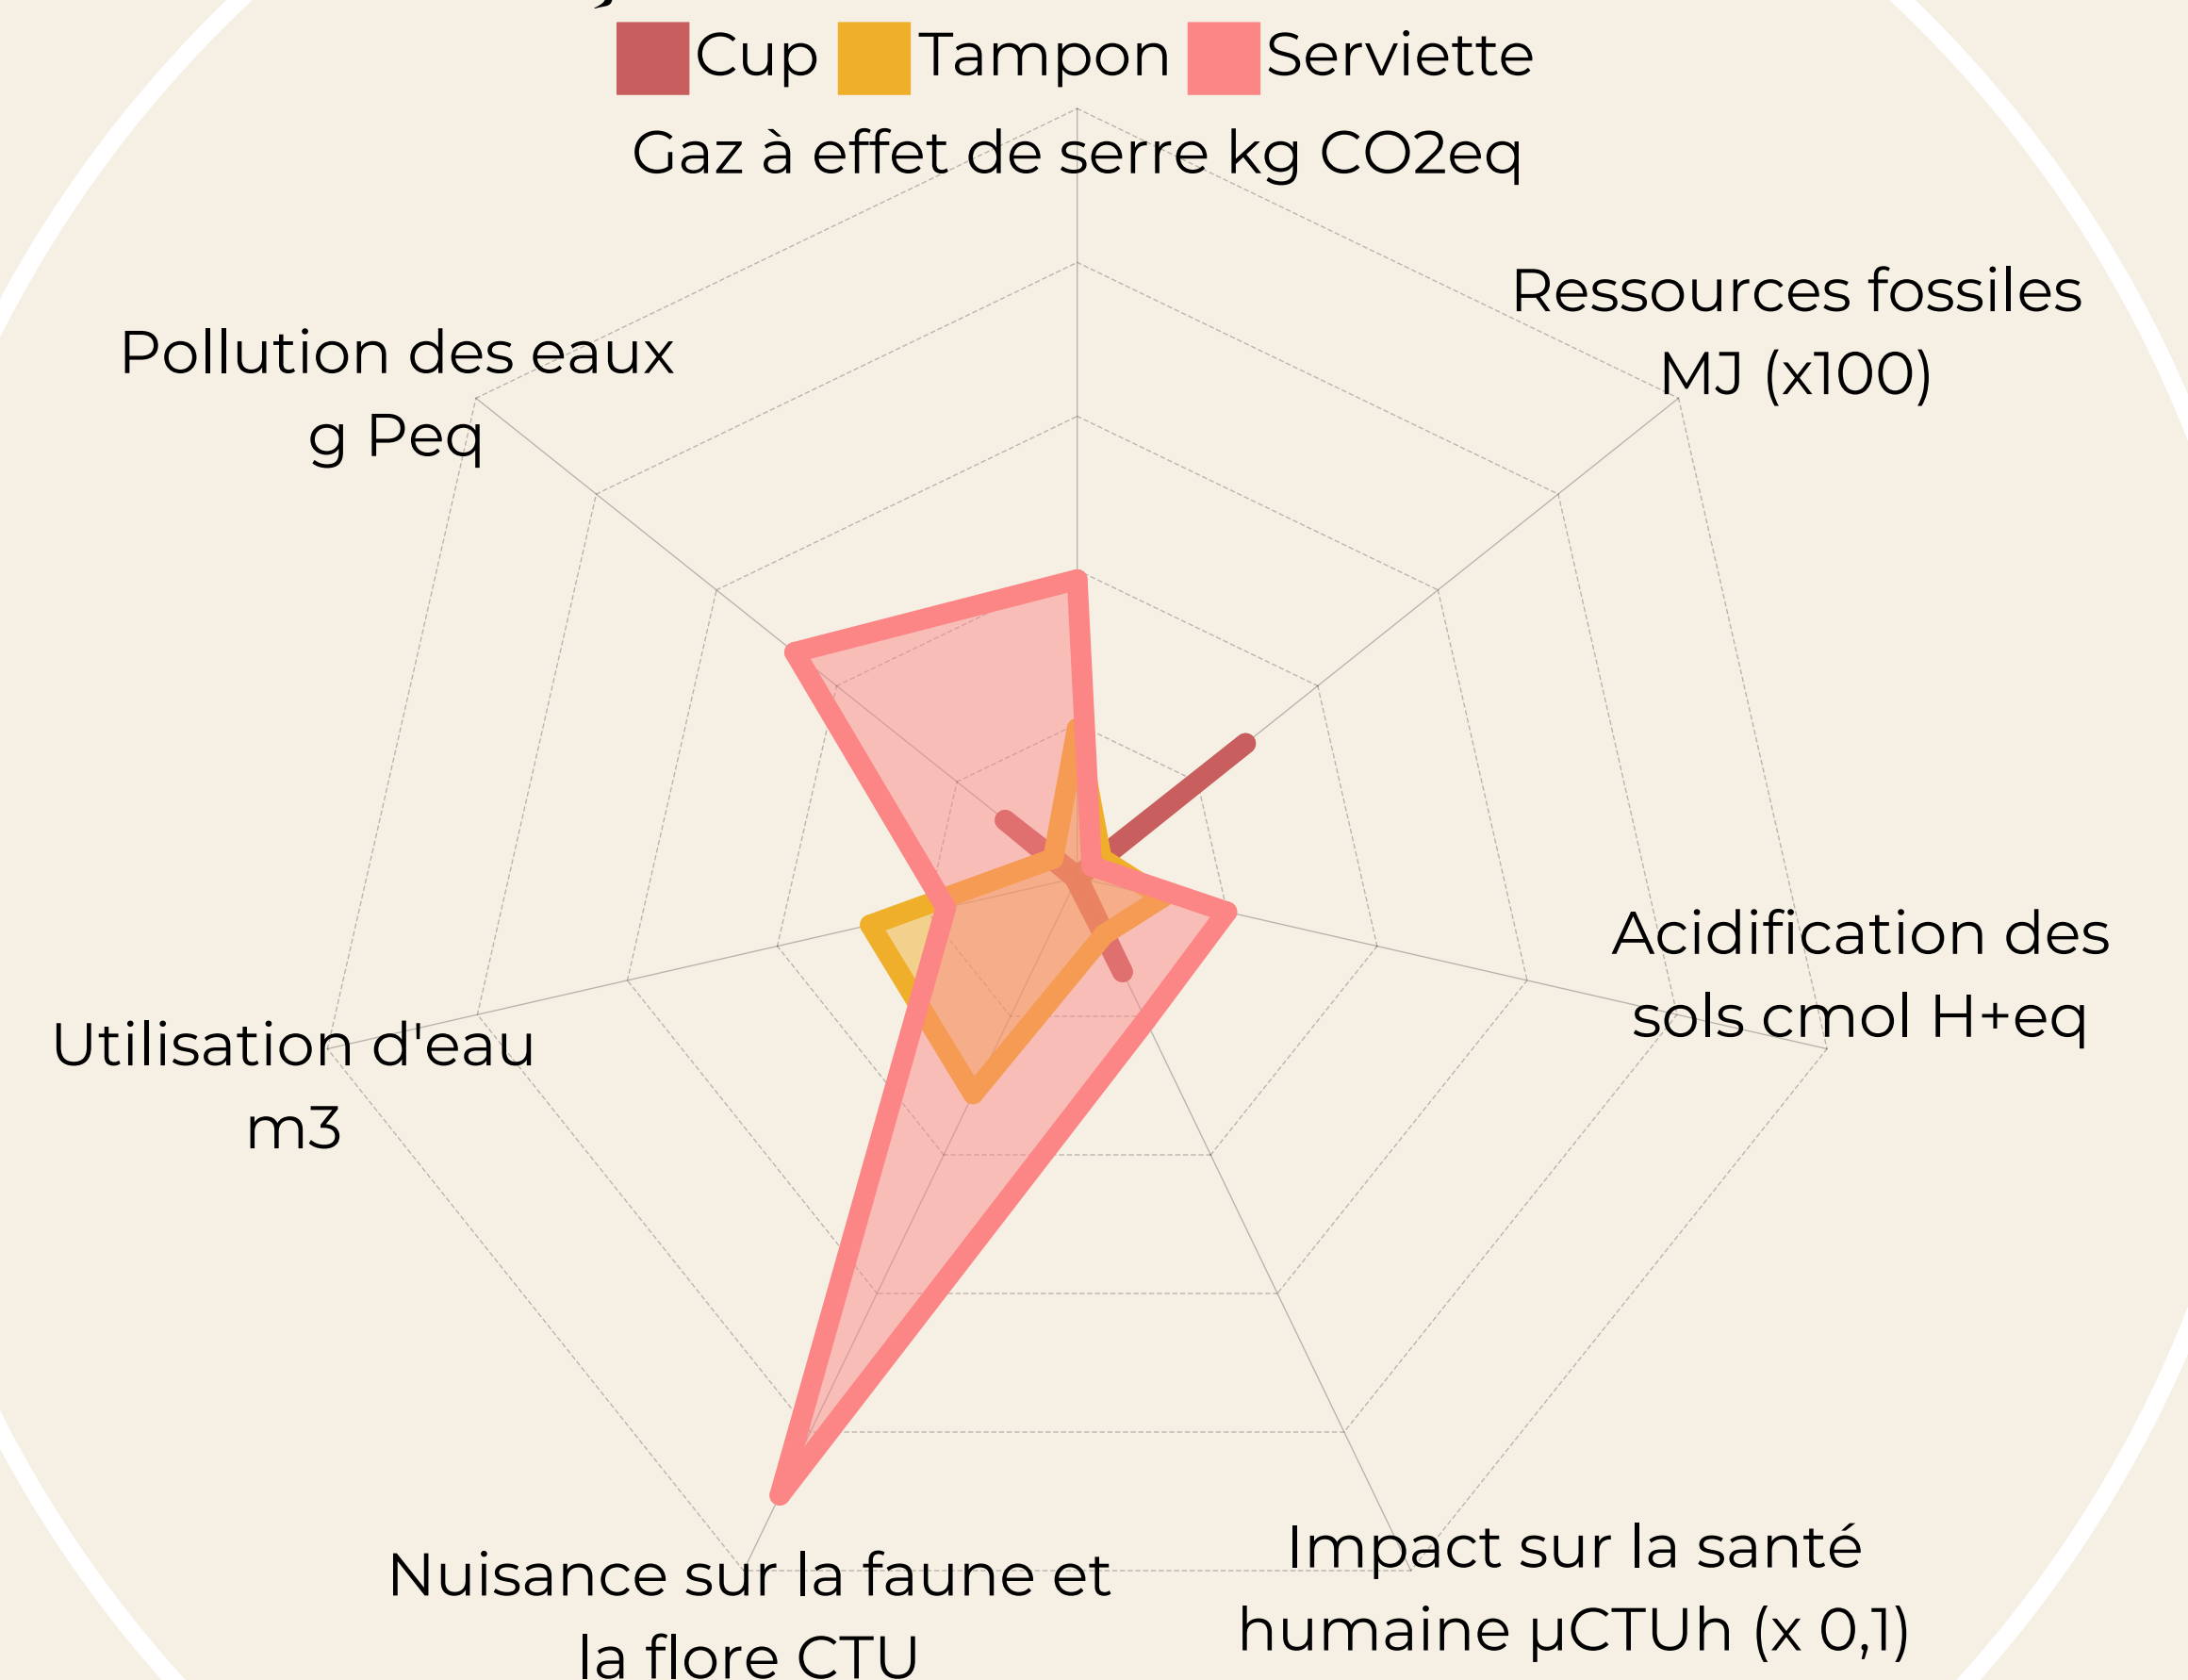 Cup Tampon Serviette
Gaz à effet de serre kg CO2eq
Ressources fossiles
MJ (x100)
Pollution des eaux
g Peq
Acidification des
sols cmol H+eq
Utilisation d'eau
m3
Impact sur la santé
humaine µCTUh (x 0,1)
Nuisance sur la faune et
la flore CTU